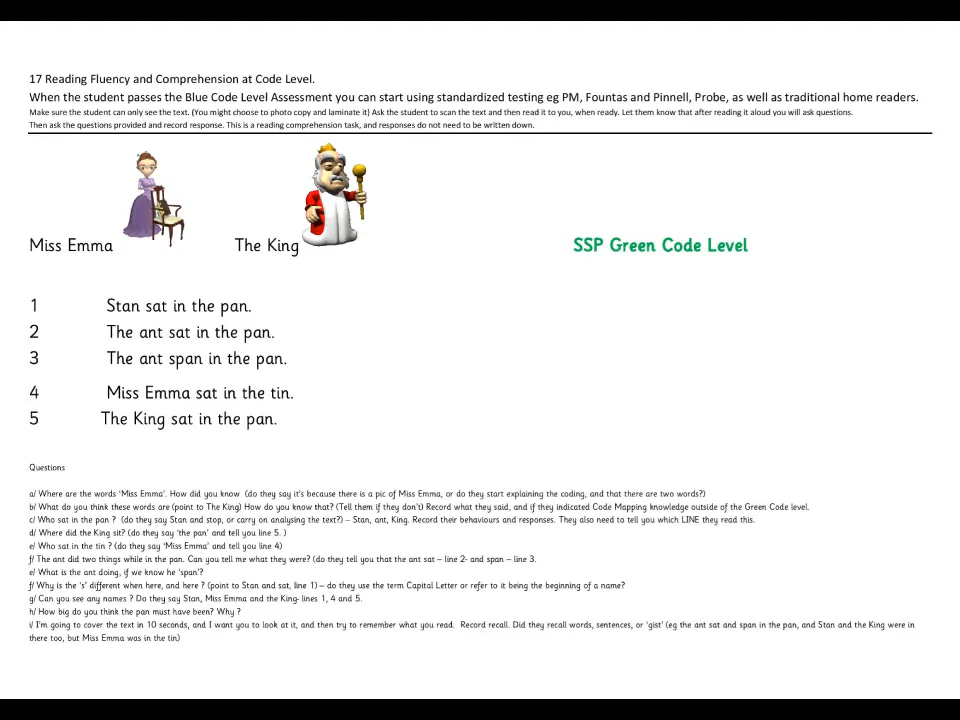 17 Reading Fluency and Comprehension at Code Level.
When the student passes the Blue Code Level Assessment you can start using standardized testing eg PM, Fountas and Pinnell, Probe, as well as traditional home readers.
Make sure the student can only see the text. (You might choose to photo copy and laminate it) Ask the student to scan the text and then read it to you, when ready. Let them know that after reading it aloud you will ask questions.
Then ask the questions provided and record response. This is a reading comprehension task, and responses do not need to be written down.
Miss Emma The King SSP Green Code Level
1 Stan sat in the pan.
2 The ant sat in the pan.
3 The ant span in the pan.
4 Miss Emma sat in the tin.
5 The King sat in the pan.
Questions
a/ Where are the words ‘Miss Emma’. How did you know (do they say it’s because there is a pic of Miss Emma, or do they start explaining the coding, and that there are two words?)
b/ What do you think these words are (point to The King) How do you know that? (Tell them if they don’t) Record what they said, and if they indicated Code Mapping knowledge outside of the Green Code level.
c/ Who sat in the pan ? (do they say Stan and stop, or carry on analysing the text?) – Stan, ant, King. Record their behaviours and responses. They also need to tell you which LINE they read this.
d/ Where did the King sit? (do they say ‘the pan’ and tell you line 5. )
e/ Who sat in the tin ? (do they say ‘Miss Emma’ and tell you line 4)
f/ The ant did two things while in the pan. Can you tell me what they were? (do they tell you that the ant sat – line 2- and span – line 3.
e/ What is the ant doing, if we know he ‘span’?
f/ Why is the ‘s’ different when here, and here ? (point to Stan and sat, line 1) – do they use the term Capital Letter or refer to it being the beginning of a name?
g/ Can you see any names ? Do they say Stan, Miss Emma and the King- lines 1, 4 and 5.
h/ How big do you think the pan must have been? Why ?
i/ I’m going to cover the text in 10 seconds, and I want you to look at it, and then try to remember what you read. Record recall. Did they recall words, sentences, or ‘gist’ (eg the ant sat and span in the pan, and Stan and the King were in
there too, but Miss Emma was in the tin)